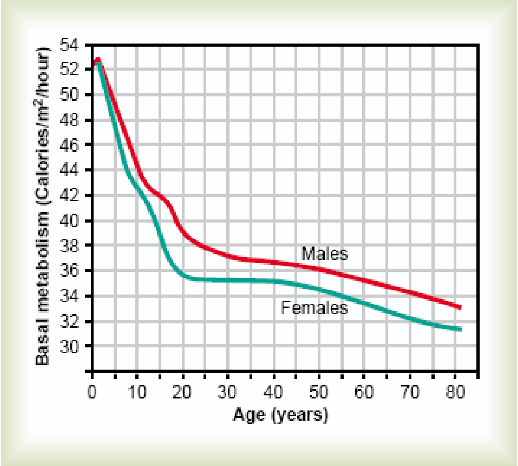 Basal metabolism (Calories/m²/hour)
54
52
50
48
46
44
42
40
38
36
34
32
30
Males
Females
0 10 20 30 40 50 60 70 80
Age (years)